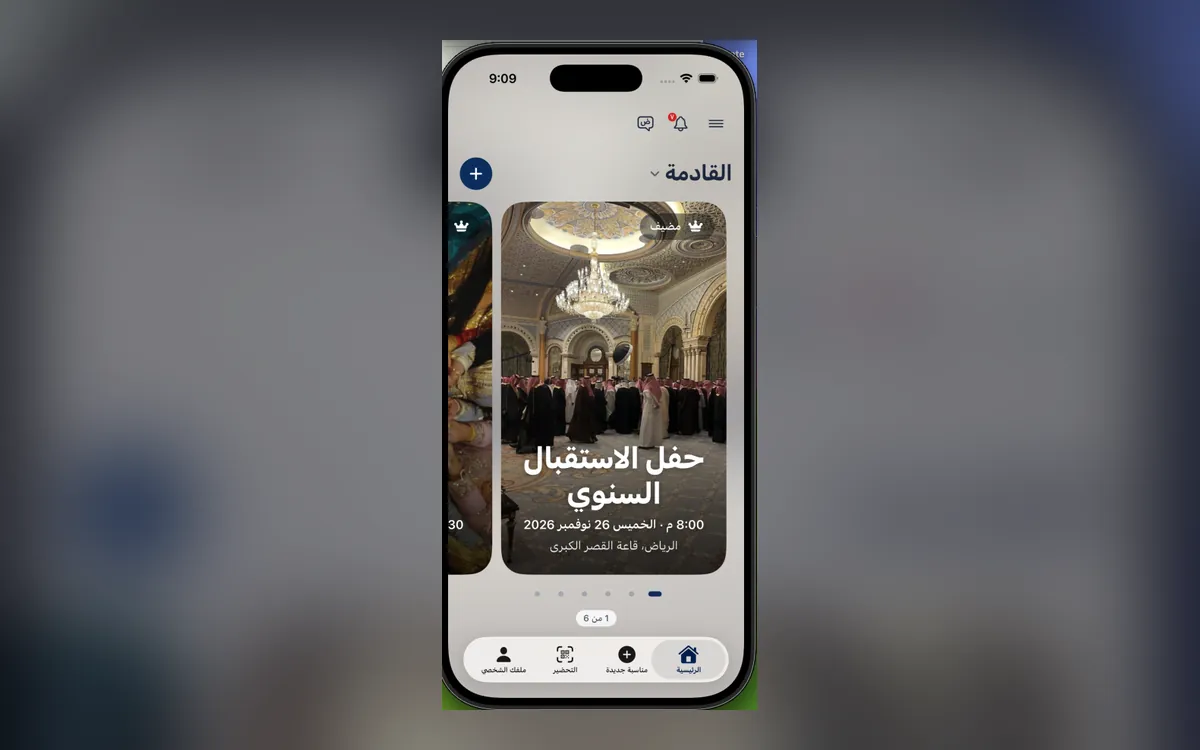 9:09
٧
ض
القادمة
مضيف
حفل الاستقبال
السنوي
8:00 م · الخميس 26 نوفمبر 2026
الرياض، قاعة القصر الكبرى
30
1 من 6
الرئيسية
مناسبة جديدة
التحضير
ملفك الشخصي